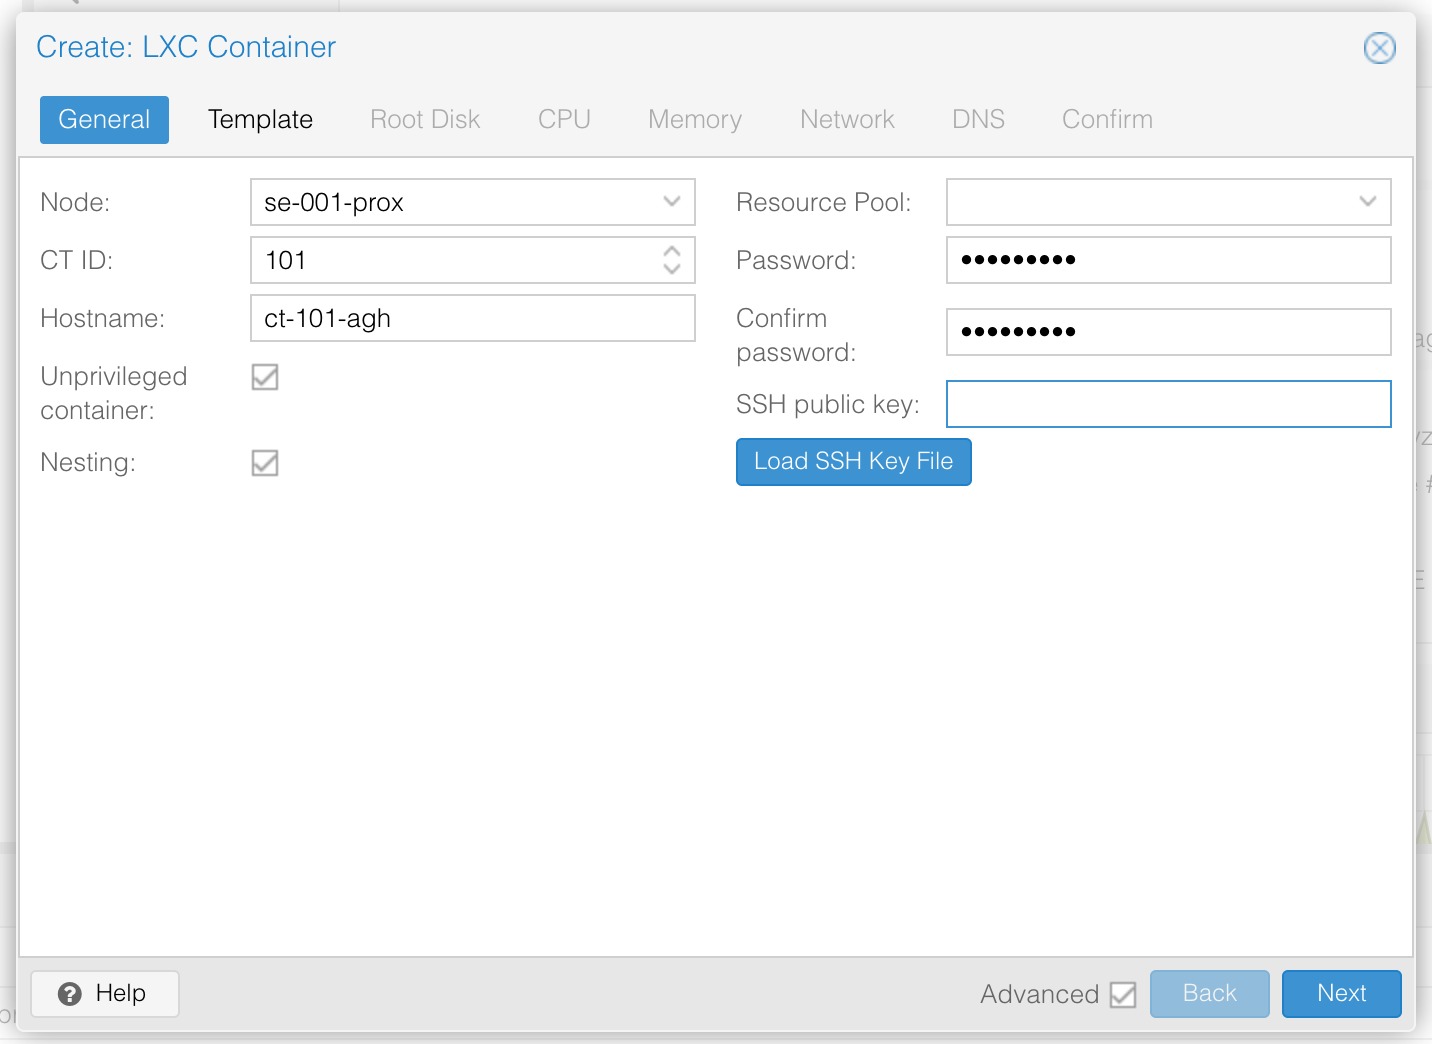 Create: LXC Container
General Template Root Disk CPU Memory Network DNS Confirm
Node: se-001-prox
CT ID: 101
Hostname: ct-101-agh
Unprivileged
container:
Nesting:
Resource Pool:
Password: •••••••••
Confirm
password: •••••••••
SSH public key:
Load SSH Key File
Help
Advanced Back Next